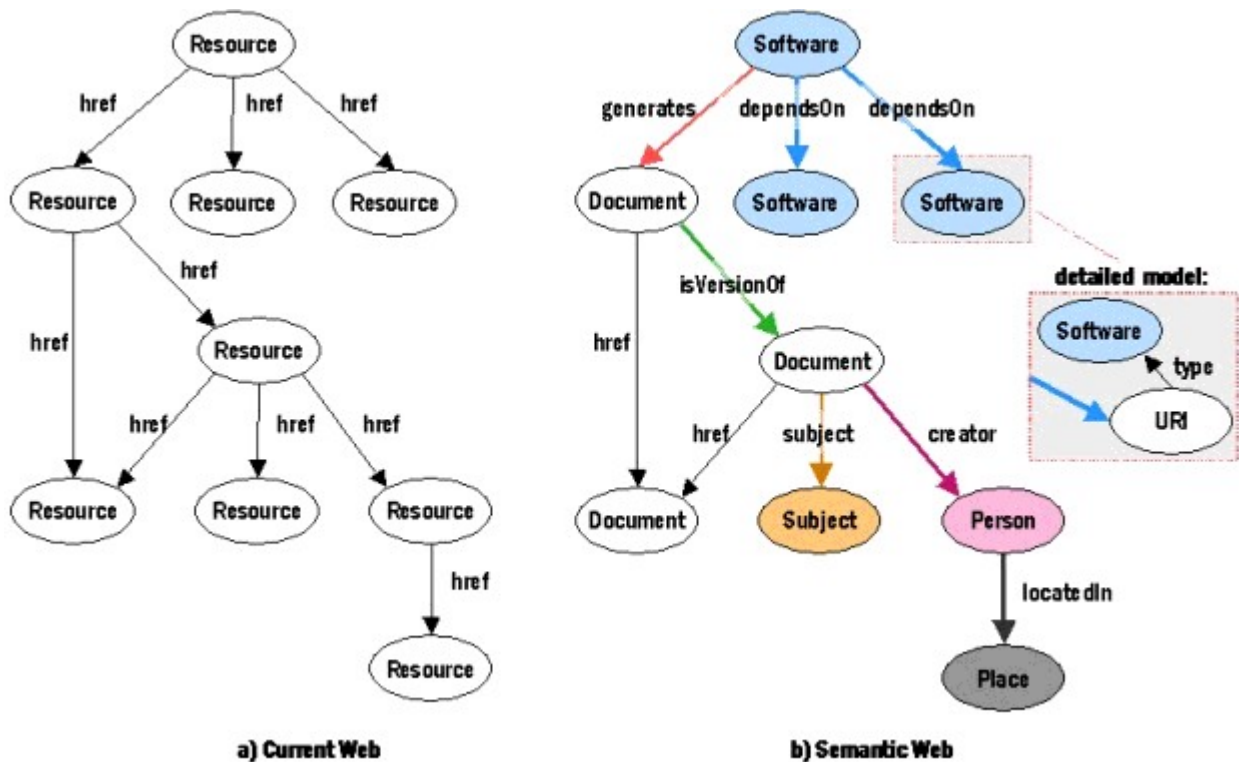 Resource
href
href
href
Resource
Resource
Resource
href
href
Resource
href
href
href
Resource
Resource
Resource
href
Resource
a) Current Web
Software
generates
dependsOn
dependsOn
Document
Software
Software
isVersionOf
detailed model:
Software
type
URI
href
Document
href
subject
creator
Document
Subject
Person
locatedIn
Place
b) Semantic Web